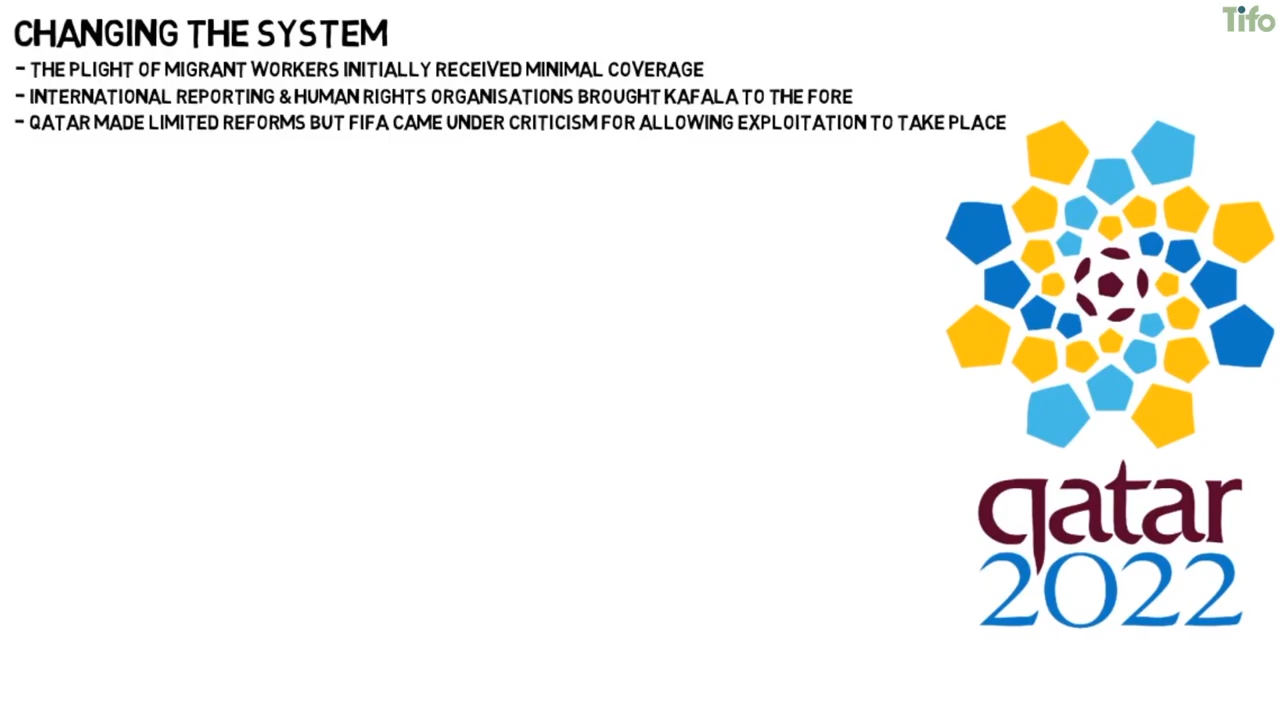 Tifo
CHANGING THE SYSTEM
- THE PLIGHT OF MIGRANT WORKERS INITIALLY RECEIVED MINIMAL COVERAGE
- INTERNATIONAL REPORTING & HUMAN RIGHTS ORGANISATIONS BROUGHT KAFALA TO THE FORE
- QATAR MADE LIMITED REFORMS BUT FIFA CAME UNDER CRITICISM FOR ALLOWING EXPLOITATION TO TAKE PLACE
qatar
2022